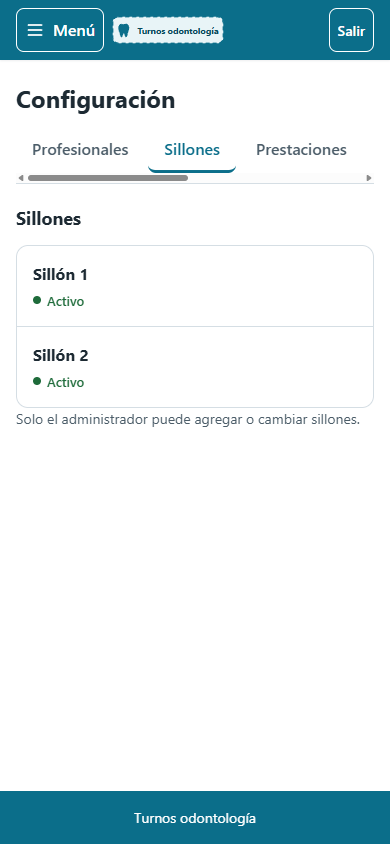 Menú
Turnos odontología
Salir
Configuración
Profesionales
Sillones
Prestaciones
Sillones
Sillón 1
Activo
Sillón 2
Activo
Solo el administrador puede agregar o cambiar sillones.
Turnos odontología